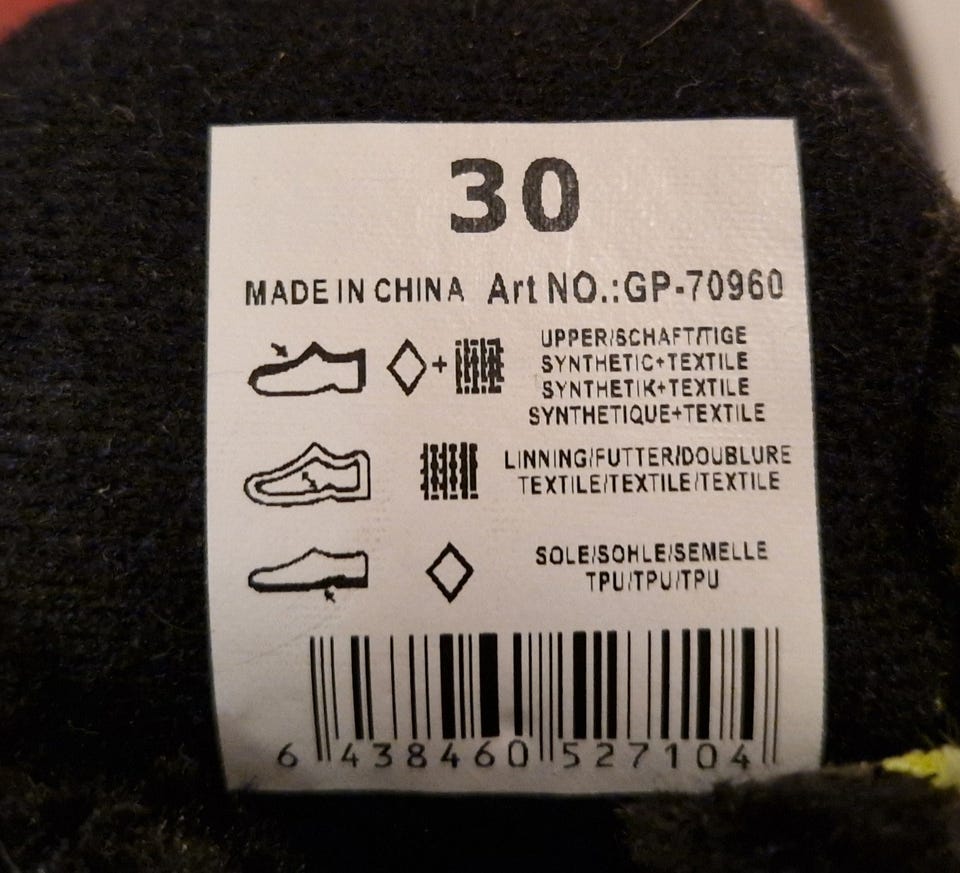 30
MADE IN CHINA Art NO.:GP-70960
UPPER/SCHAFT/TIGE
SYNTHETIC+TEXTILE
SYNTHETIK+TEXTILE
SYNTHETIQUE+TEXTILE
LINNING/FUTTER/DOUBLURE
TEXTILE/TEXTILE/TEXTILE
SOLE/SOHLE/SEMELLE
TPU/TPU/TPU
6 438460 527104